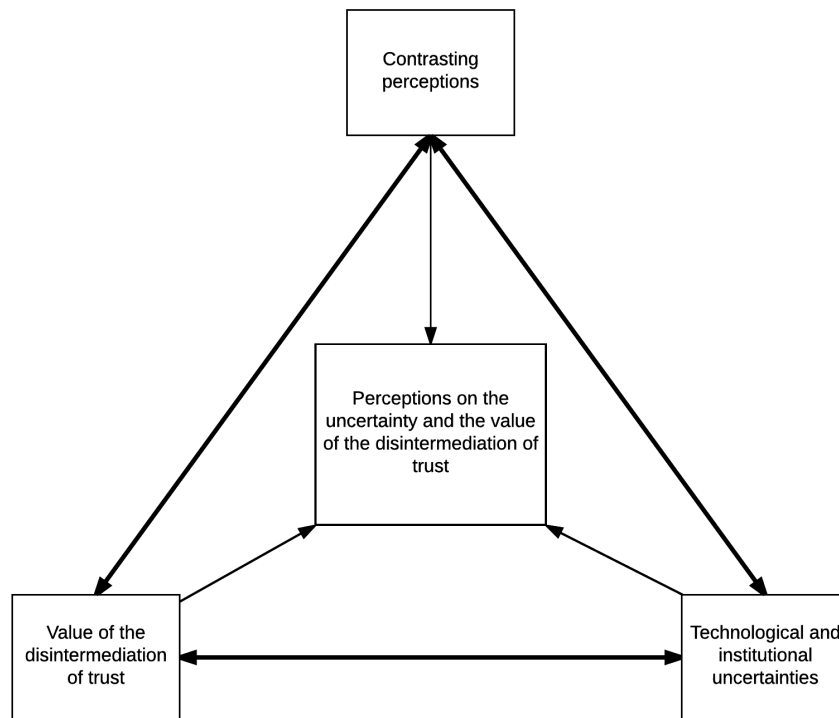 Contrasting
perceptions
Perceptions on the
uncertainty and the value
of the disintermediation of
trust
Value of the
disintermediation
of trust
Technological and
institutional
uncertainties